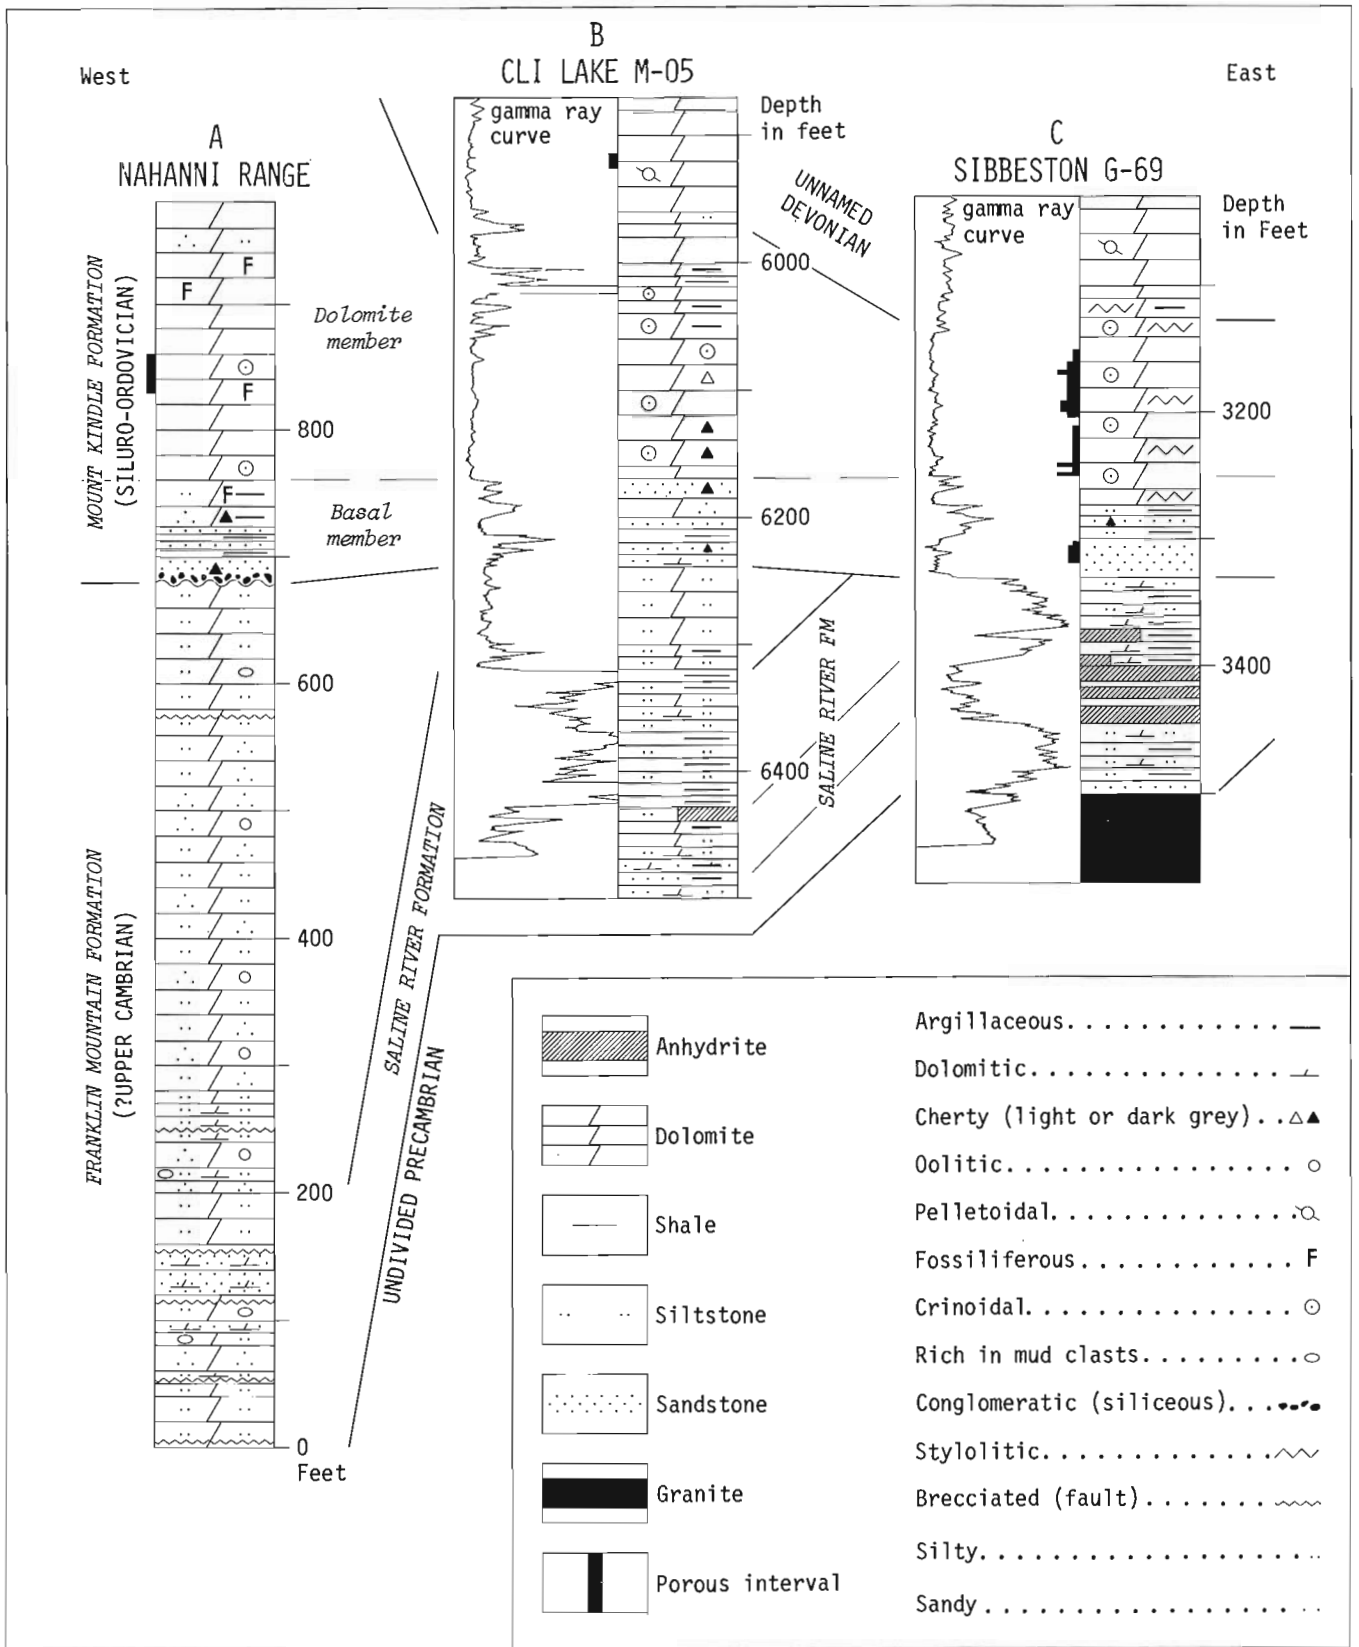 West
East
A
NAHANNI RANGE
B
CLI LAKE M-05
C
SIBBESTON G-69
gamma ray
curve
Depth
in feet
6000
6200
6400
gamma ray
curve
Depth
in Feet
3200
3400
UNNAMED
DEVONIAN
MOUNT KINDLE FORMATION
(SILURO-ORDOVICIAN)
Dolomite
member
Basal
member
F
F
F
F
800
600
400
200
0
Feet
FRANKLIN MOUNTAIN FORMATION
(?UPPER CAMBRIAN)
SALINE RIVER FORMATION
UNDIVIDED PRECAMBRIAN
SALINE RIVER FM
Anhydrite
Dolomite
Shale
Siltstone
Sandstone
Granite
Porous interval
Argillaceous
Dolomitic
Cherty (light or dark grey)
Oolitic
Pelletoidal
Fossiliferous F
Crinoidal
Rich in mud clasts
Conglomeratic (siliceous)
Stylolitic
Brecciated (fault)
Silty
Sandy